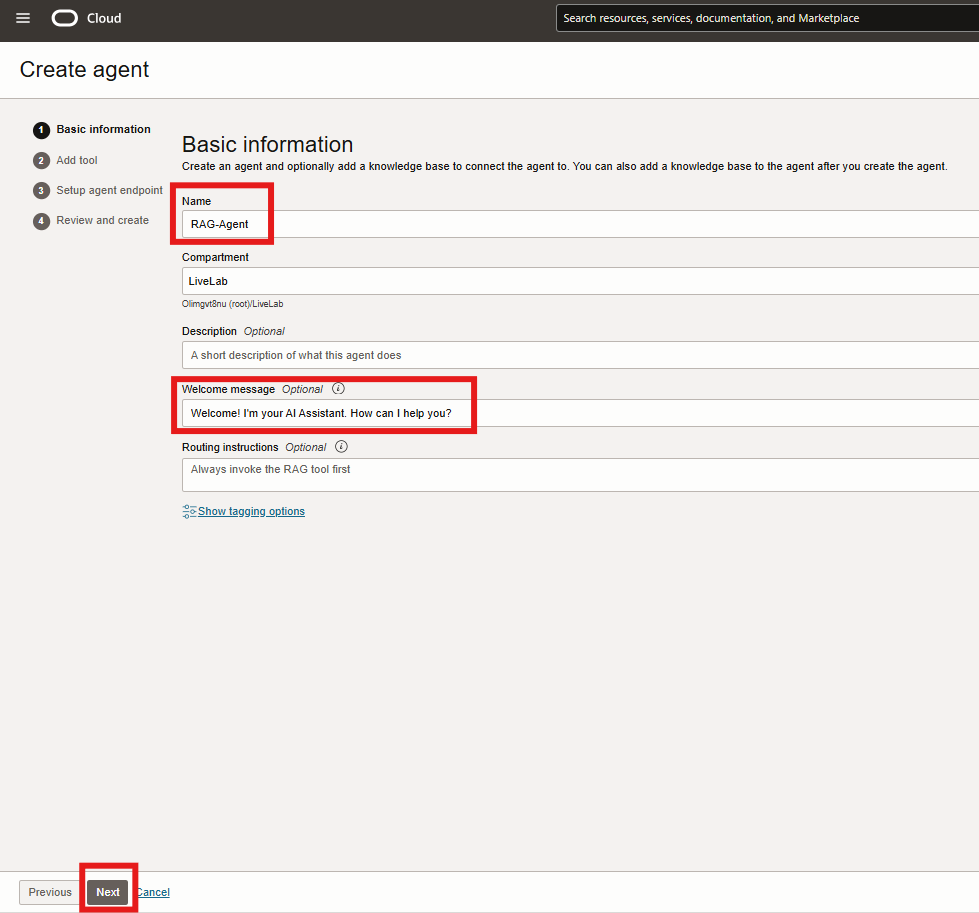 Cloud
Search resources, services, documentation, and Marketplace
Create agent
1 Basic information
2 Add tool
3 Setup agent endpoint
4 Review and create
Basic information
Create an agent and optionally add a knowledge base to connect the agent to. You can also add a knowledge base to the agent after you create the agent.
Name
RAG-Agent
Compartment
LiveLab
Olimgvt8nu (root)/LiveLab
Description Optional
A short description of what this agent does
Welcome message Optional
Welcome! I'm your AI Assistant. How can I help you?
Routing instructions Optional
Always invoke the RAG tool first
Show tagging options
Previous Next Cancel